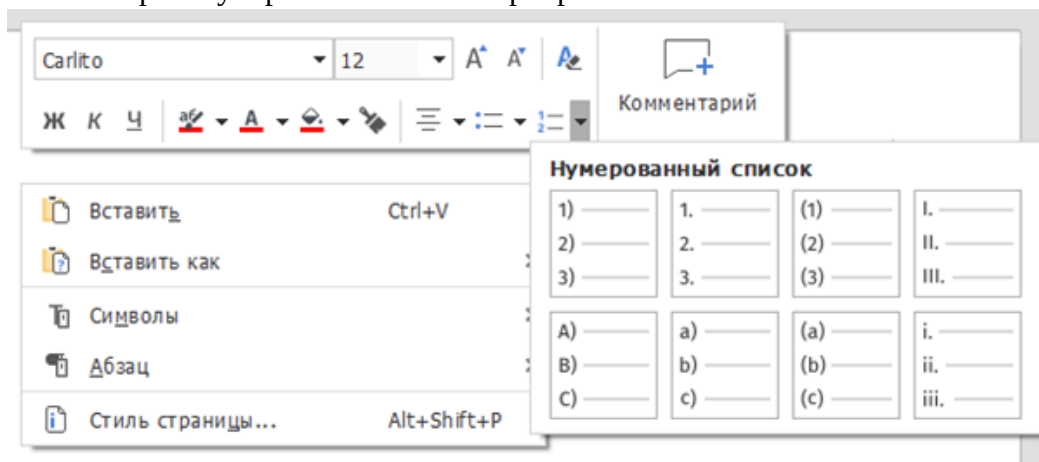 Carlito 12
Комментарий
Ж К Ч
Нумерованный список
1) 1. (1) I.
2) 2. (2) II.
3) 3. (3) III.
A) a) (a) i.
B) b) (b) ii.
C) c) (c) iii.
Вставить Ctrl+V
Вставить как
Символы
Абзац
Стиль страницы... Alt+Shift+P